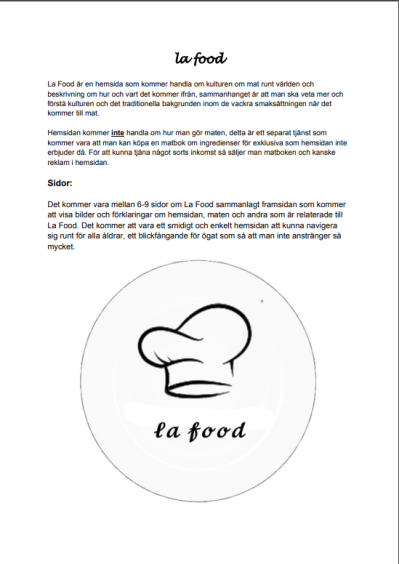 la food
La Food är en hemsida som kommer handla om kulturen om mat runt världen och
beskrivning om hur och vart det kommer ifrån, sammanhanget är att man ska veta mer och
förstå kulturen och det traditionella bakgrunden inom de vackra smaksättningen när det
kommer till mat.
Hemsidan kommer inte handla om hur man gör maten, detta är ett separat tjänst som
kommer vara att man kan köpa en matbok om ingredienser för exklusiva som hemsidan inte
erbjuder då. För att kunna tjäna något sorts inkomst så säljer man matboken och kanske
reklam i hemsidan.
Sidor:
Det kommer vara mellan 6-9 sidor om La Food sammanlagt framsidan som kommer
att visa bilder och förklaringar om hemsidan, maten och andra som är relaterade till
La Food. Det kommer att vara ett smidigt och enkelt hemsidan att kunna navigera
sig runt för alla åldrar, ett blickfångande för ögat som så att man inte anstränger så
mycket.
la food